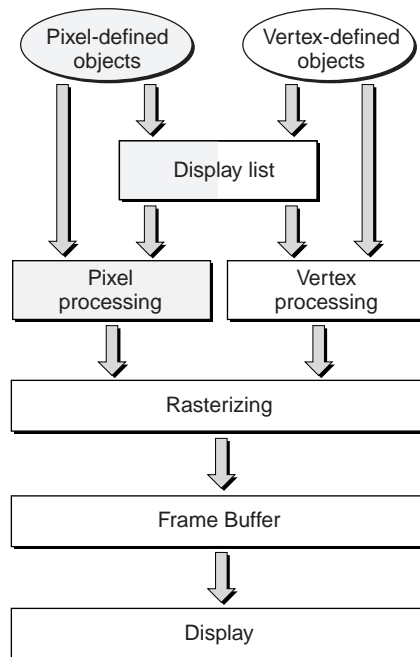 Pixel-defined
objects
Vertex-defined
objects
Display list
Pixel
processing
Vertex
processing
Rasterizing
Frame Buffer
Display